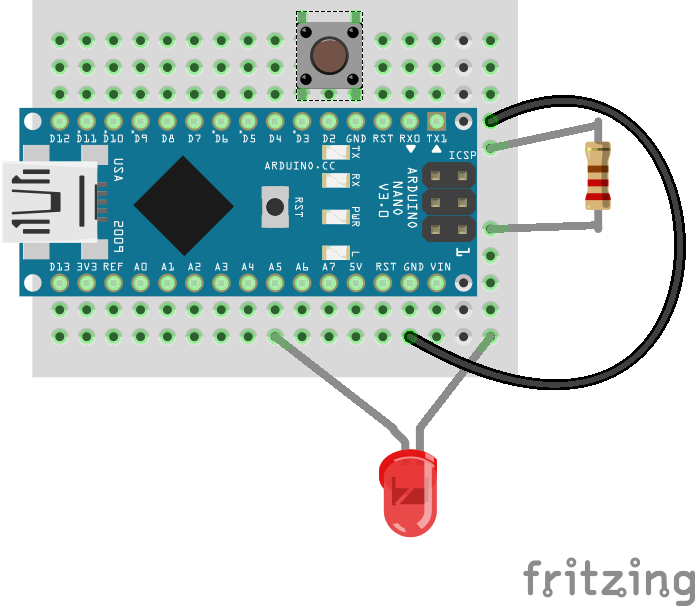 D12 D11 D10 D9 D8 D7 D6 D5 D4 D3 D2 GND RST RX0 TX1
ICSP
ARDUINO.CC
TX
RX
PWR
L
RST
USA
2009
ARDUINO
NANO
V3.0
1
D13 3V3 REF A0 A1 A2 A3 A4 A5 A6 A7 5V RST GND VIN
fritzing